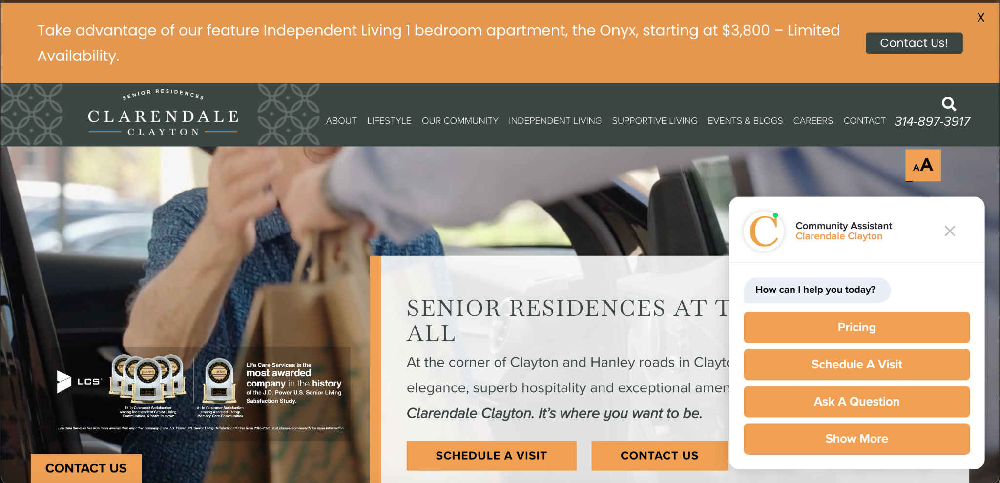 Take advantage of our feature Independent Living 1 bedroom apartment, the Onyx, starting at $3,800 – Limited
Availability.
Contact Us!
X
SENIOR RESIDENCES
CLARENDALE
CLAYTON
ABOUT LIFESTYLE OUR COMMUNITY INDEPENDENT LIVING SUPPORTIVE LIVING EVENTS & BLOGS CAREERS CONTACT 314-897-3917
AA
SENIOR RESIDENCES AT T
ALL
At the corner of Clayton and Hanley roads in Clayto
elegance, superb hospitality and exceptional amen
Clarendale Clayton. It's where you want to be.
SCHEDULE A VISIT
CONTACT US
LCS
J.D. POWER
#1 in Customer Satisfaction
among Independent Senior Living
Communities, 5 Years in a row
#1 in Customer Satisfaction
among Assisted Living/
Memory Care Communities
Life Care Services is the
most awarded
company in the history
of the J.D. Power U.S. Senior Living
Satisfaction Study.
Life Care Services has won more awards than any other company in the J.D. Power U.S. Senior Living Satisfaction Studies from 2018-2023. Visit jdpower.com/awards for more information.
CONTACT US
C
Community Assistant
Clarendale Clayton
How can I help you today?
Pricing
Schedule A Visit
Ask A Question
Show More